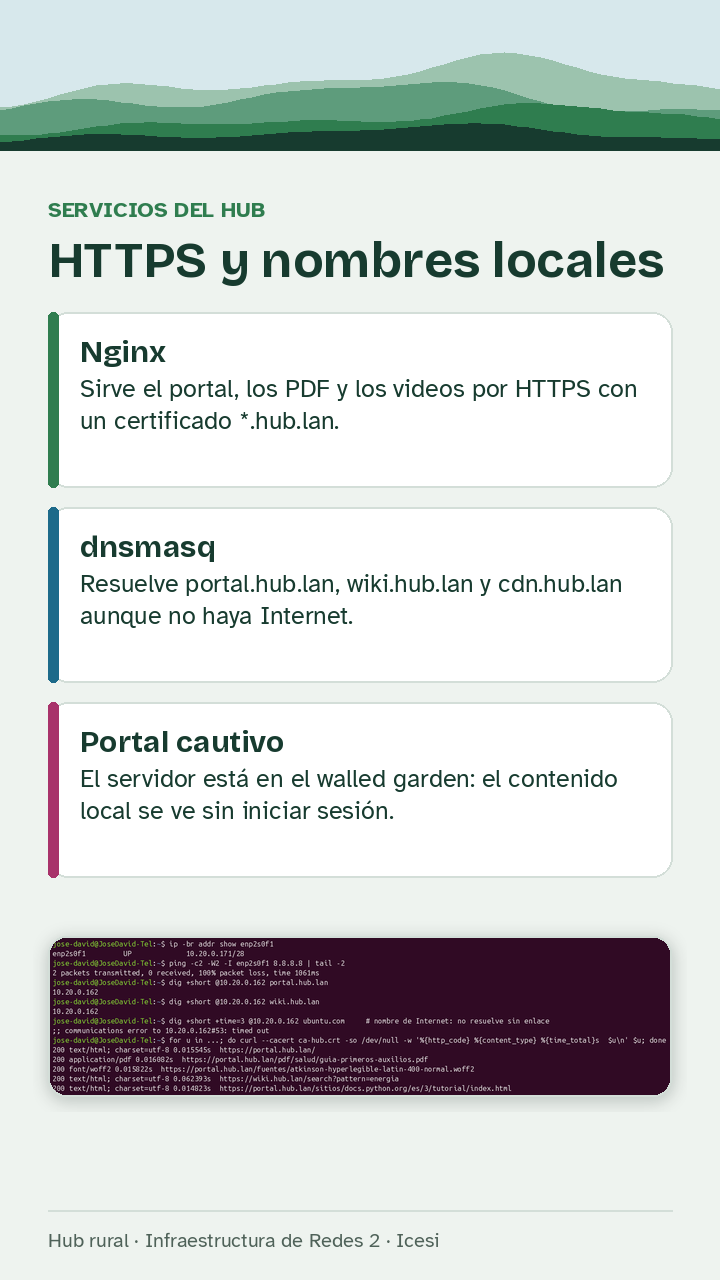 SERVICIOS DEL HUB
HTTPS y nombres locales
Nginx
Sirve el portal, los PDF y los videos por HTTPS con
un certificado *.hub.lan.
dnsmasq
Resuelve portal.hub.lan, wiki.hub.lan y cdn.hub.lan
aunque no haya Internet.
Portal cautivo
El servidor está en el walled garden: el contenido
local se ve sin iniciar sesión.
jose-david@JoseDavid-Tel:~$ ip -br addr show enp2s0f1
enp2s0f1 UP 10.20.0.171/28
jose-david@JoseDavid-Tel:~$ ping -c2 -W2 -I enp2s0f1 8.8.8.8 | tail -2
2 packets transmitted, 0 received, 100% packet loss, time 1061ms
jose-david@JoseDavid-Tel:~$ dig +short @10.20.0.162 portal.hub.lan
10.20.0.162
jose-david@JoseDavid-Tel:~$ dig +short @10.20.0.162 wiki.hub.lan
10.20.0.162
jose-david@JoseDavid-Tel:~$ dig +short +time=3 @10.20.0.162 ubuntu.com # nombre de Internet: no resuelve sin enlace
;; communications error to 10.20.0.162#53: timed out
jose-david@JoseDavid-Tel:~$ for u in ...; do curl --cacert ca-hub.crt -so /dev/null -w '%{http_code} %{content_type} %{time_total}s $u\n' $u; done
200 text/html; charset=utf-8 0.015545s https://portal.hub.lan/
200 application/pdf 0.016082s https://portal.hub.lan/pdf/salud/guia-primeros-auxilios.pdf
200 font/woff2 0.015822s https://portal.hub.lan/fuentes/atkinson-hyperlegible-latin-400-normal.woff2
200 text/html; charset=utf-8 0.062393s https://wiki.hub.lan/search?pattern=energia
200 text/html; charset=utf-8 0.014823s https://portal.hub.lan/sitios/docs.python.org/es/3/tutorial/index.html
Hub rural · Infraestructura de Redes 2 · Icesi